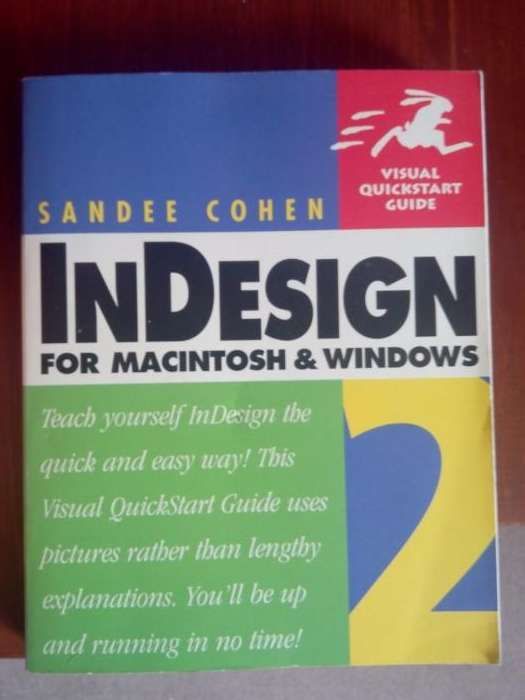 VISUAL
QUICKSTART
GUIDE
SANDEE COHEN
INDESIGN
FOR MACINTOSH & WINDOWS
2
Teach yourself InDesign the
quick and easy way! This
Visual QuickStart Guide uses
pictures rather than lengthy
explanations. You'll be up
and running in no time!